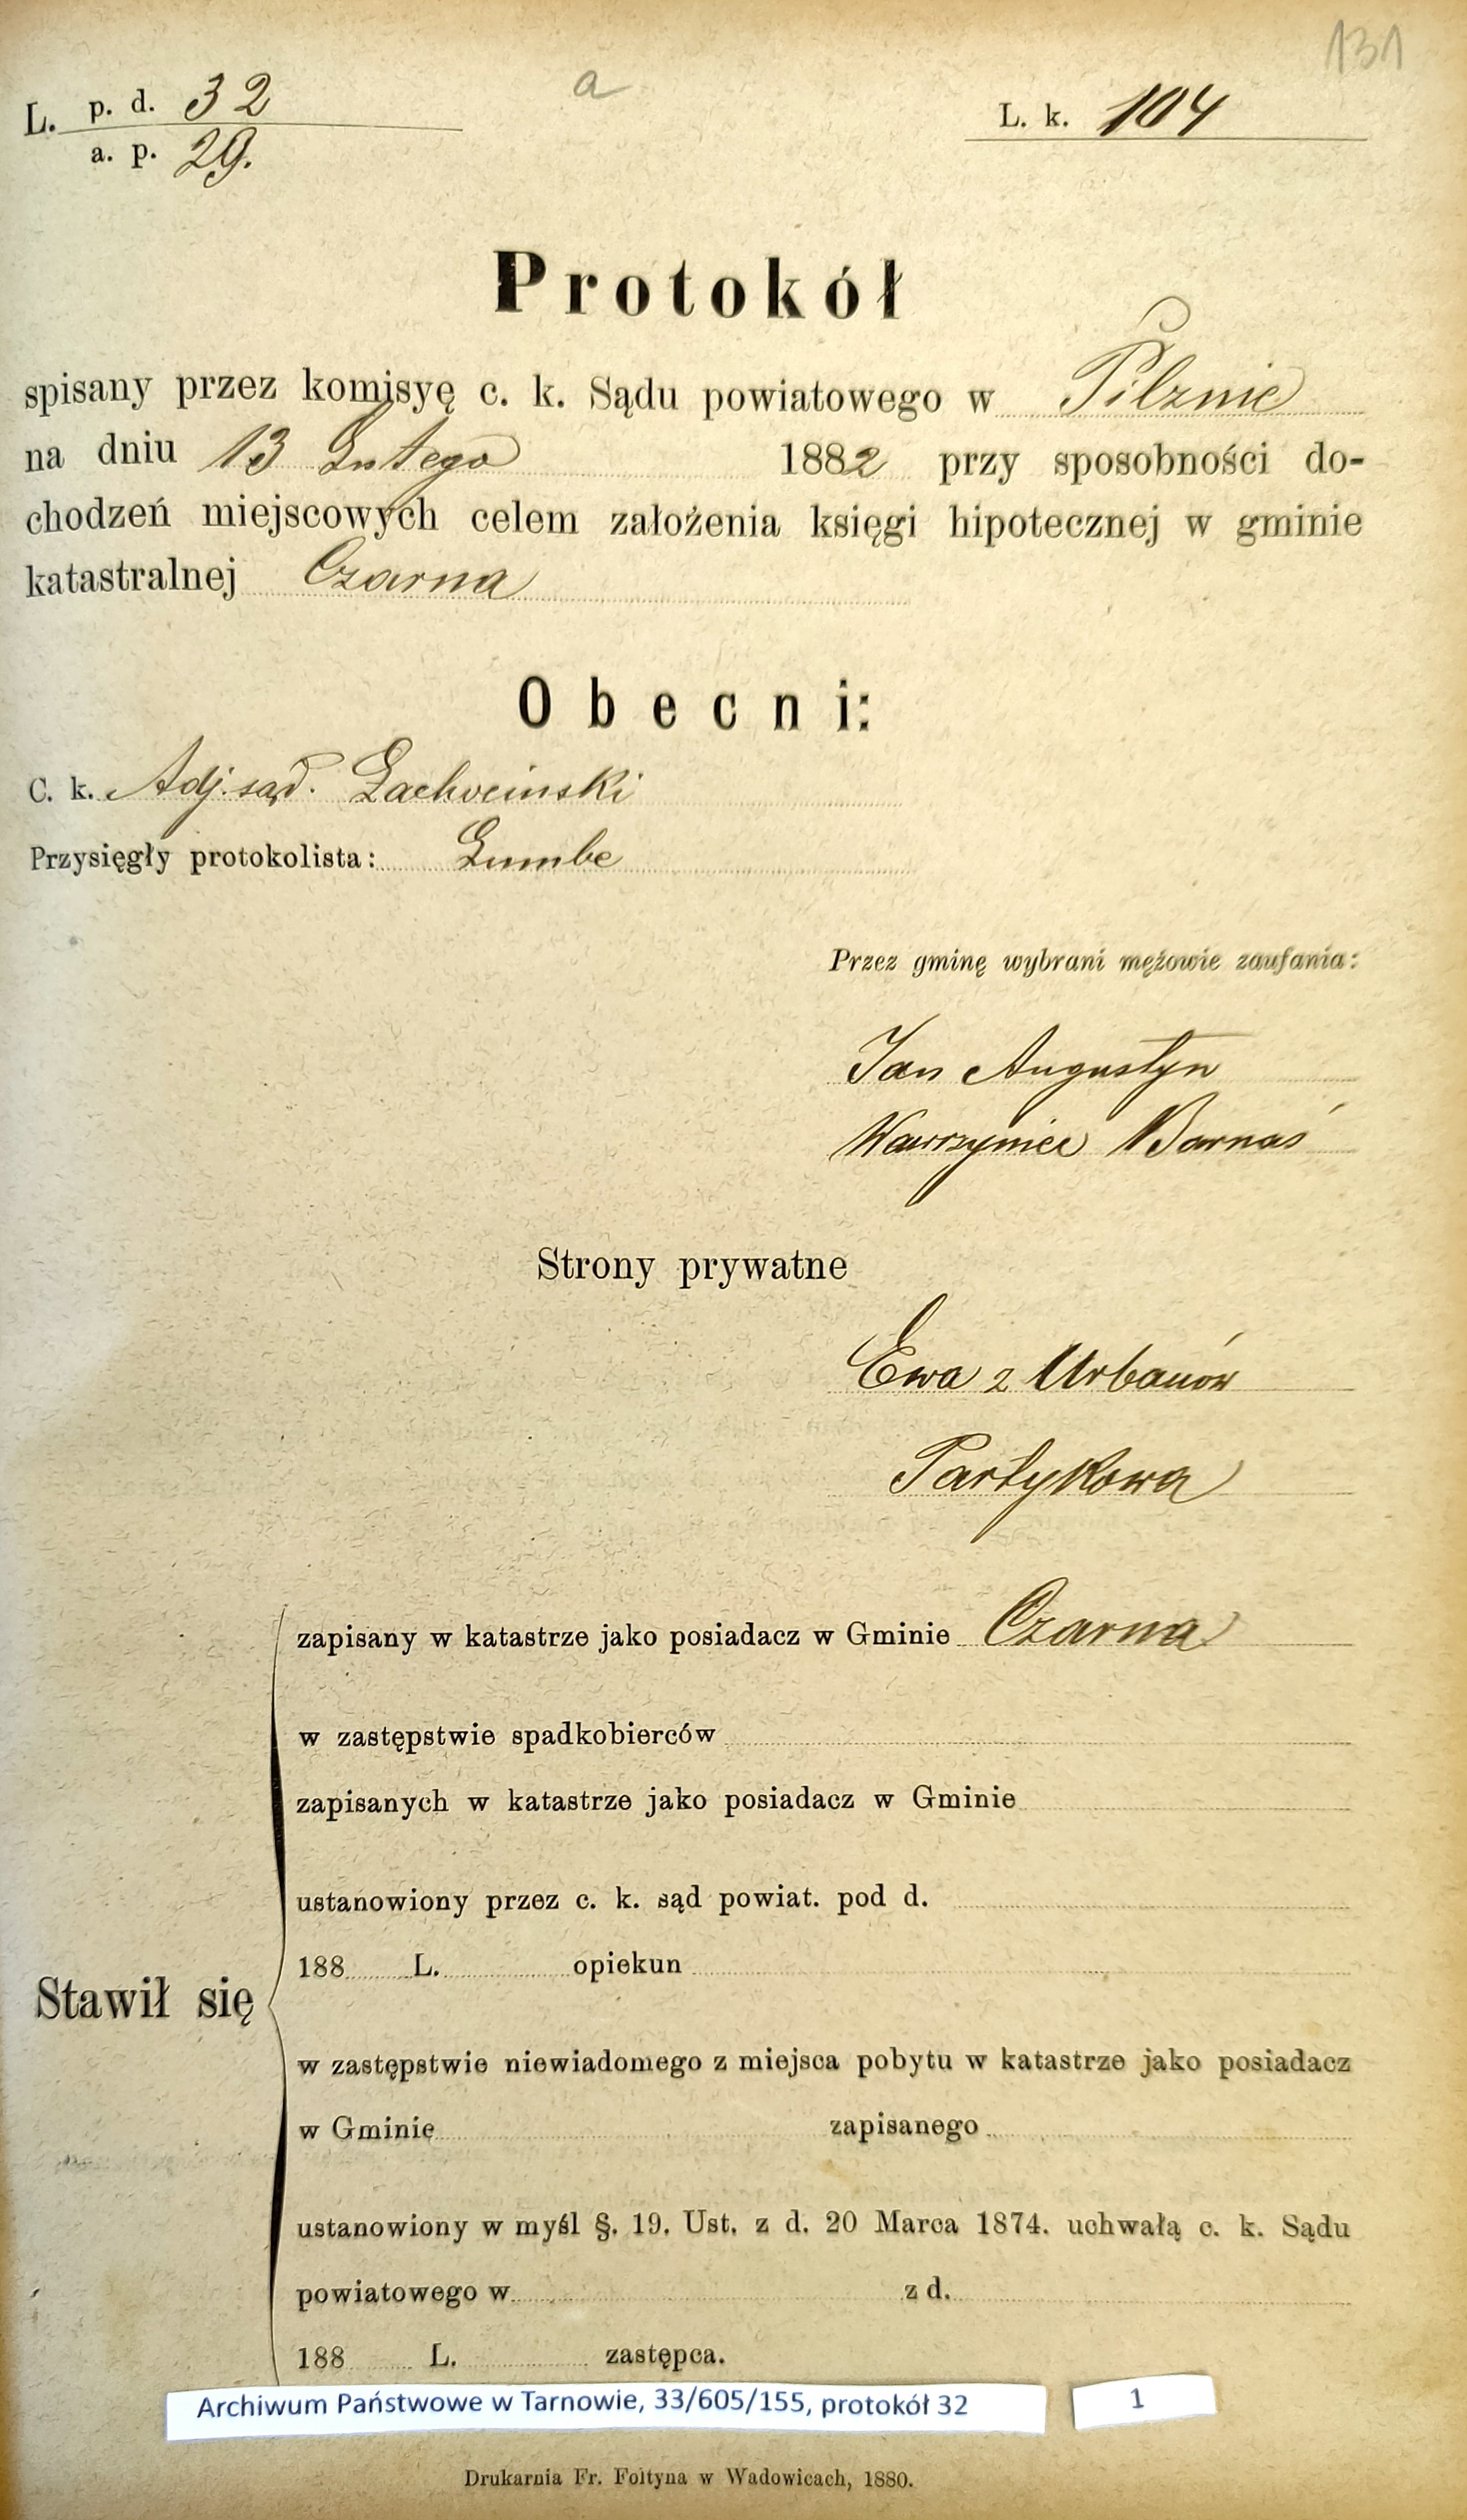 131
a
L. p. d. 32
a. p. 29.
L. k. 104
Protokół
spisany przez komisyę c. k. Sądu powiatowego w Pilznie
na dniu 13 Lutego 1882 przy sposobności do-
chodzeń miejscowych celem założenia księgi hipotecznej w gminie
katastralnej Czarna
Obecni:
C. k. Adj. sąd.
Przysięgły protokolista:
Przez gminę wybrani mężowie zaufania:
Jan Augustyn
Wawrzyniec Barnaś
Strony prywatne
Ewa z Urbanów
Partykowa
zapisany w katastrze jako posiadacz w Gminie Czarna
w zastępstwie spadkobierców
zapisanych w katastrze jako posiadacz w Gminie
ustanowiony przez c. k. sąd powiat. pod d.
188 L. opiekun
Stawił się
w zastępstwie niewiadomego z miejsca pobytu w katastrze jako posiadacz
w Gminie zapisanego
ustanowiony w myśl §. 19. Ust. z d. 20 Marca 1874. uchwałą c. k. Sądu
powiatowego w z d.
188 L. zastępca.
Archiwum Państwowe w Tarnowie, 33/605/155, protokół 32
1
Drukarnia Fr. Foltyna w Wadowicach, 1880.